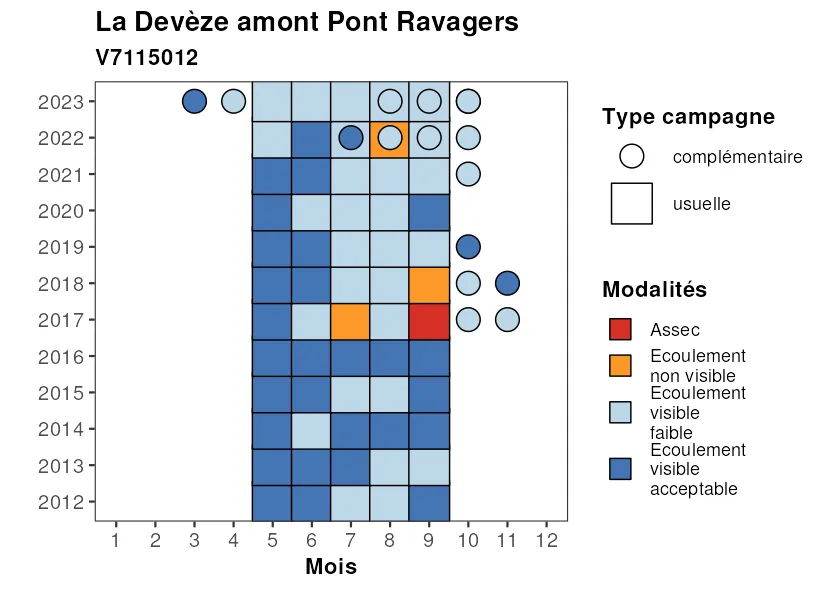 La Devèze amont Pont Ravagers
V7115012
2023
2022
2021
2020
2019
2018
2017
2016
2015
2014
2013
2012
1 2 3 4 5 6 7 8 9 10 11 12
Mois
Type campagne
complémentaire
usuelle
Modalités
Assec
Ecoulement
non visible
Ecoulement
visible
faible
Ecoulement
visible
acceptable